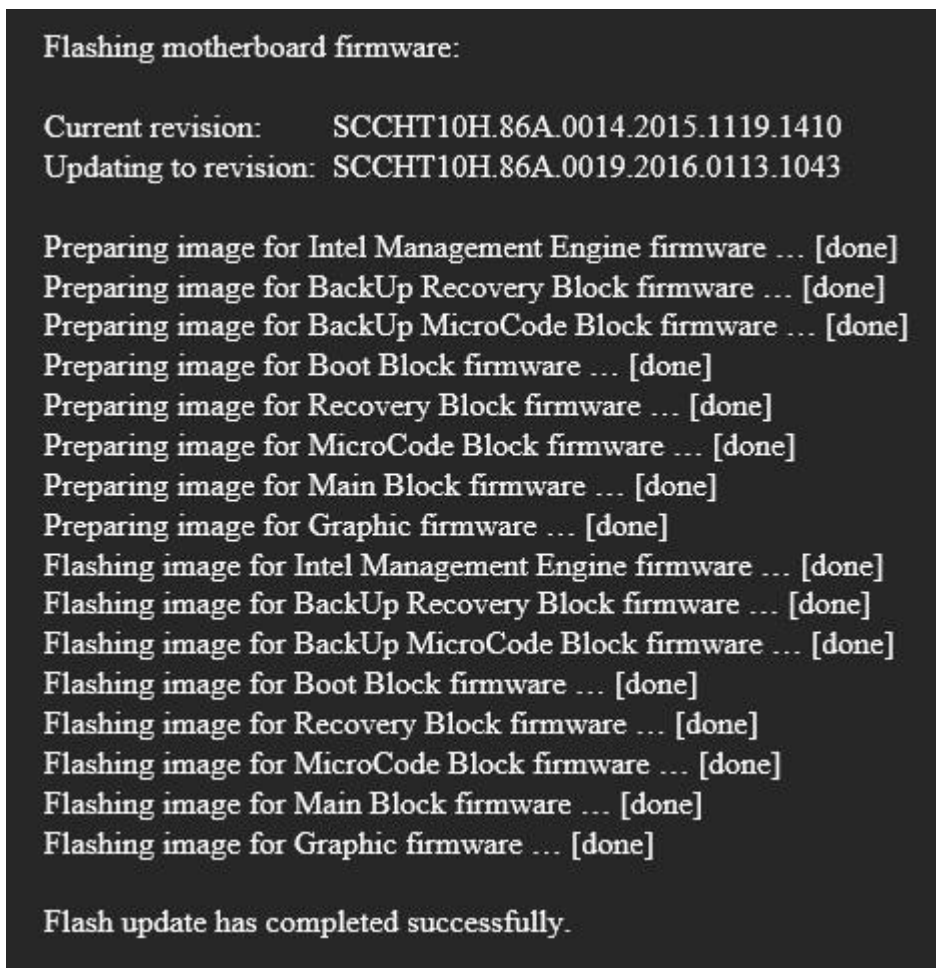 Flashing motherboard firmware:
Current revision: SCCHT10H.86A.0014.2015.1119.1410
Updating to revision: SCCHT10H.86A.0019.2016.0113.1043
Preparing image for Intel Management Engine firmware … [done]
Preparing image for BackUp Recovery Block firmware … [done]
Preparing image for BackUp MicroCode Block firmware … [done]
Preparing image for Boot Block firmware … [done]
Preparing image for Recovery Block firmware … [done]
Preparing image for MicroCode Block firmware … [done]
Preparing image for Main Block firmware … [done]
Preparing image for Graphic firmware … [done]
Flashing image for Intel Management Engine firmware … [done]
Flashing image for BackUp Recovery Block firmware … [done]
Flashing image for BackUp MicroCode Block firmware … [done]
Flashing image for Boot Block firmware … [done]
Flashing image for Recovery Block firmware … [done]
Flashing image for MicroCode Block firmware … [done]
Flashing image for Main Block firmware … [done]
Flashing image for Graphic firmware … [done]
Flash update has completed successfully.